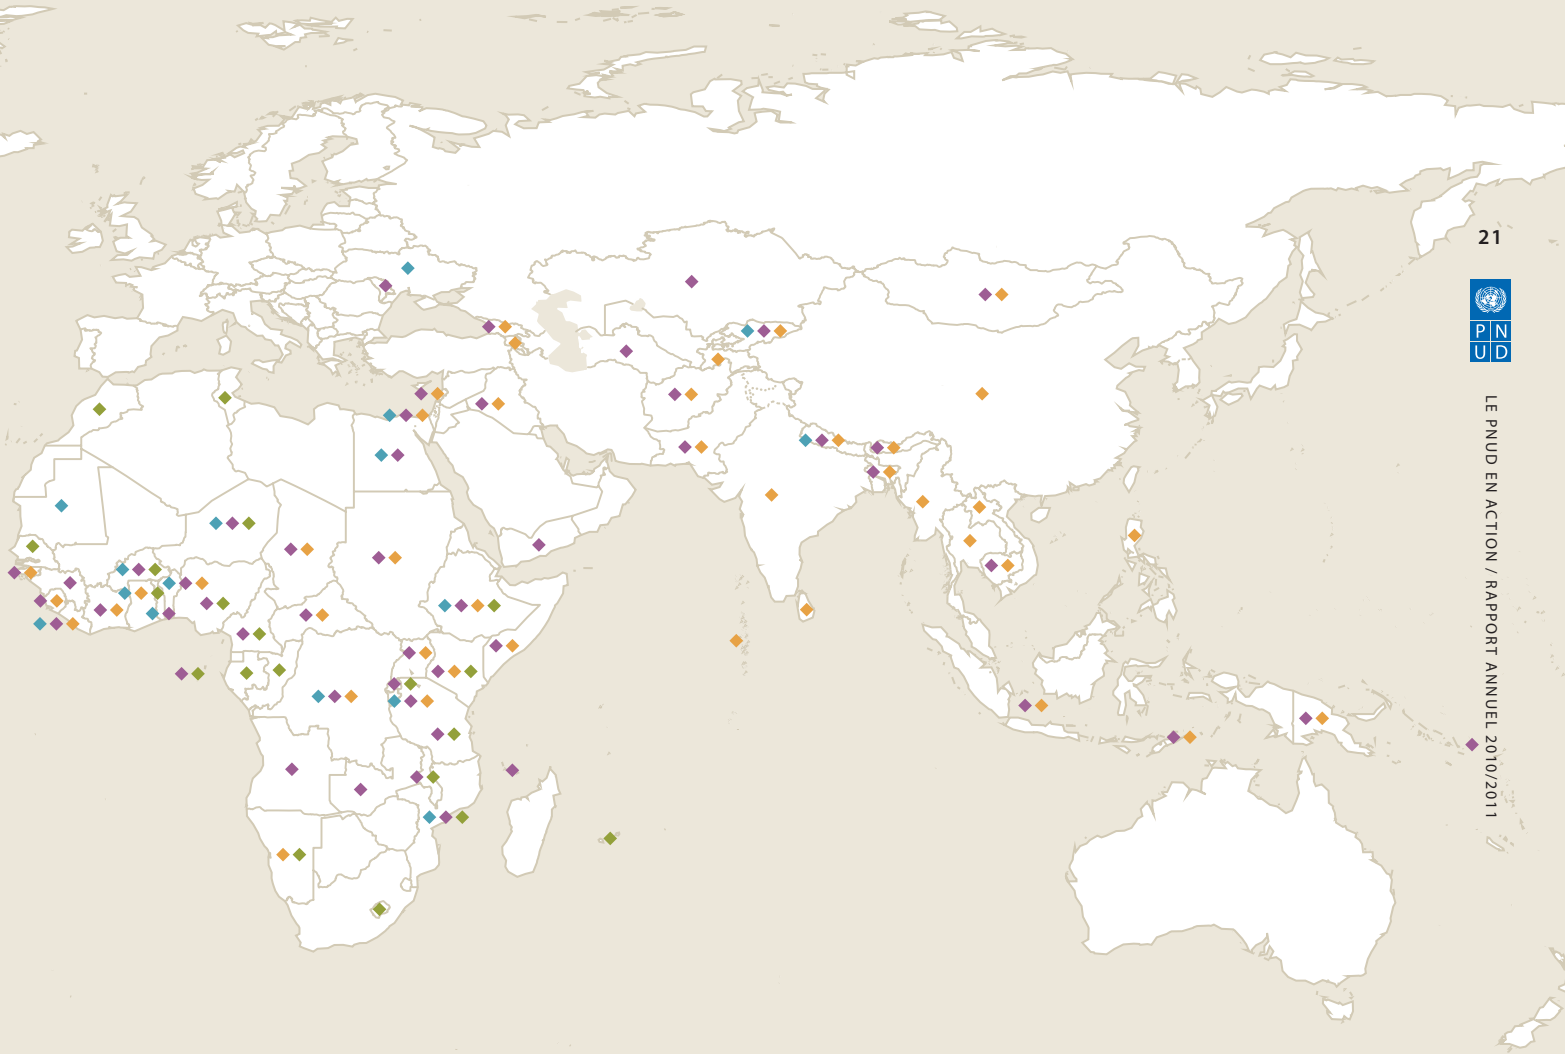 21
P N
U D
LE PNUD EN ACTION / RAPPORT ANNUEL 2010/2011